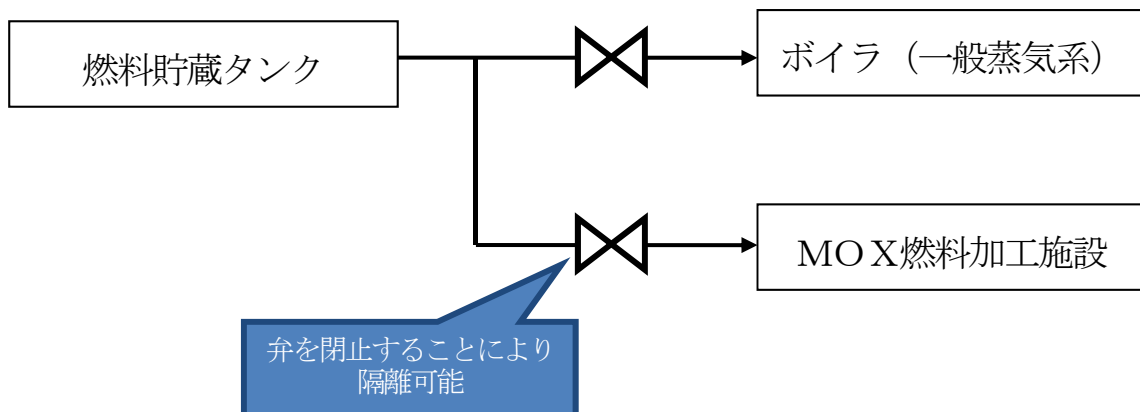 燃料貯蔵タンク
ボイラ（一般蒸気系）
ＭＯＸ燃料加工施設
弁を閉止することにより
隔離可能